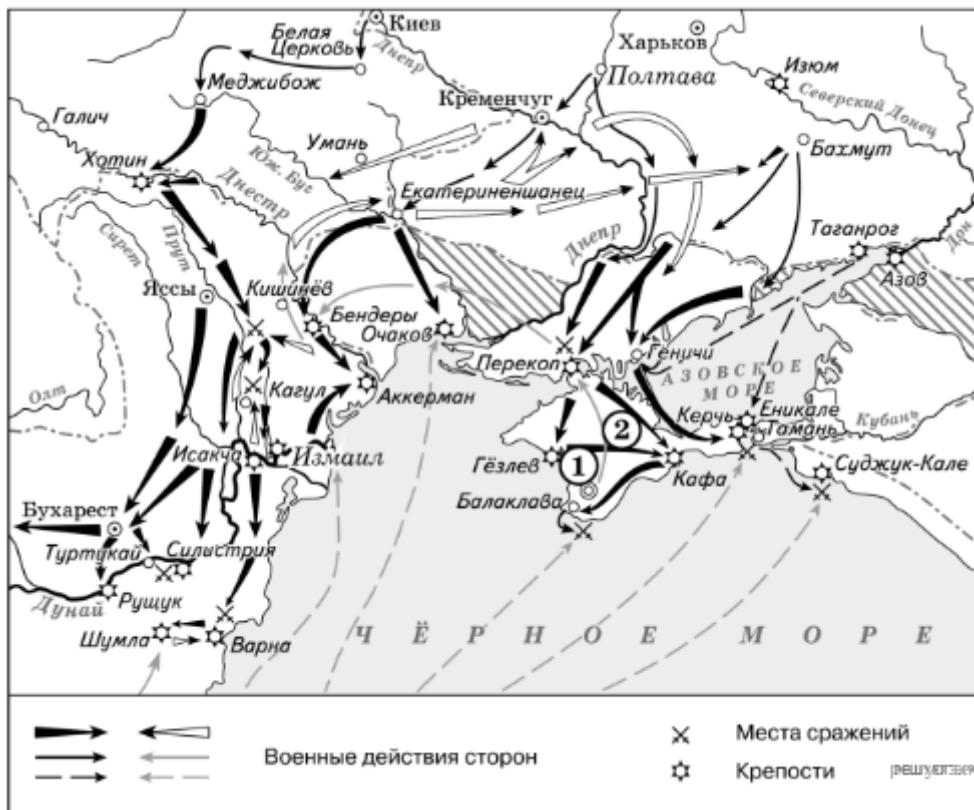 Киев
Белая
Церковь
Днепр
Харьков
Изюм
Полтава
Меджибож
Кременчуг
Северский Донец
Галич
Умань
Бахмут
Хотин
Юж. Буг
Екатериненшанец
Днестр
Таганрог
Дон
Сирет
Прут
Днепр
Азов
Кишинёв
Яссы
Бендеры
Очаков
Перекоп
Геничи
АЗОВСКОЕ
МОРЕ
Олт
Кагул
Аккерман
Керчь
Еникале
Тамань
Кубань
2
Исакча
Измаил
Гёзлев
1
Кафа
Суджук-Кале
Балаклава
Бухарест
Туртукай
Силистрия
Дунай
Рущук
Шумла
Варна
ЧЁРНОЕ МОРЕ
Военные действия сторон
Места сражений
Крепости